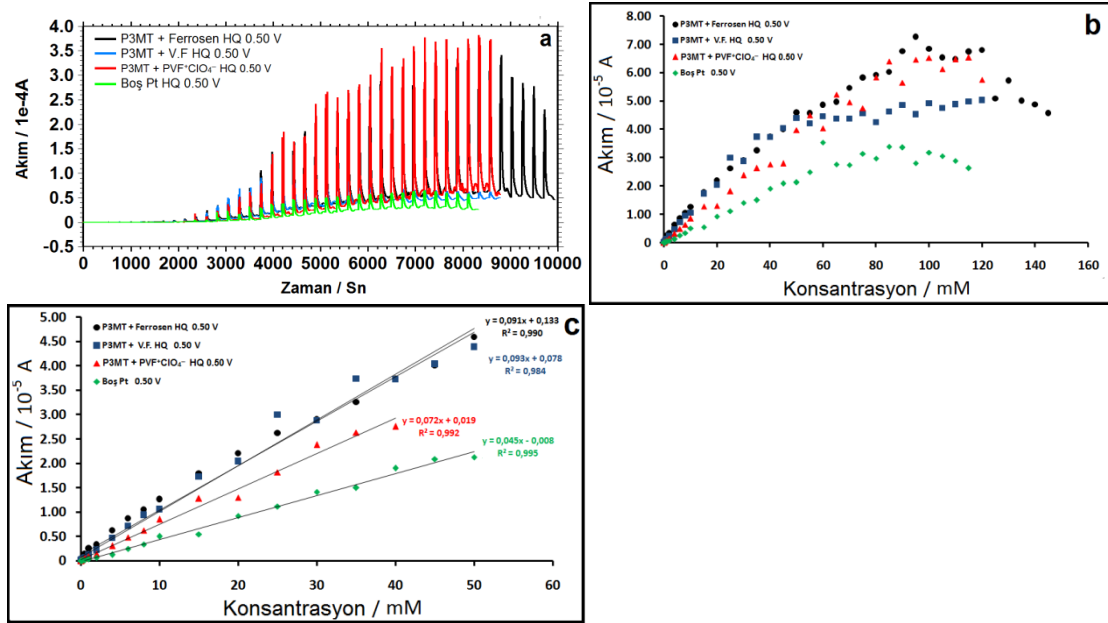 a
P3MT + Ferrosen HQ 0.50 V
P3MT + V.F HQ 0.50 V
P3MT + PVF⁺ClO₄⁻ HQ 0.50 V
Boş Pt HQ 0.50 V
Akım / 1e-4A
4.0
3.5
3.0
2.5
2.0
1.5
1.0
0.5
0
-0.5
0 1000 2000 3000 4000 5000 6000 7000 8000 9000 10000
Zaman / Sn
b
P3MT + Ferrosen HQ 0.50 V
P3MT + V.F. HQ 0.50 V
P3MT + PVF⁺ClO₄⁻ HQ 0.50 V
Boş Pt 0.50 V
Akım / 10⁻⁵ A
8.00
7.00
6.00
5.00
4.00
3.00
2.00
1.00
0
0 20 40 60 80 100 120 140 160
Konsantrasyon / mM
c
P3MT + Ferrosen HQ 0.50 V
P3MT + V.F. HQ 0.50 V
P3MT + PVF⁺ClO₄⁻ HQ 0.50 V
Boş Pt 0.50 V
y = 0,091x + 0,133
R² = 0,990
y = 0,093x + 0,078
R² = 0,984
y = 0,072x + 0,019
R² = 0,992
y = 0,045x - 0,008
R² = 0,995
Akım / 10⁻⁵ A
5.00
4.50
4.00
3.50
3.00
2.50
2.00
1.50
1.00
0.50
0
0 10 20 30 40 50 60
Konsantrasyon / mM